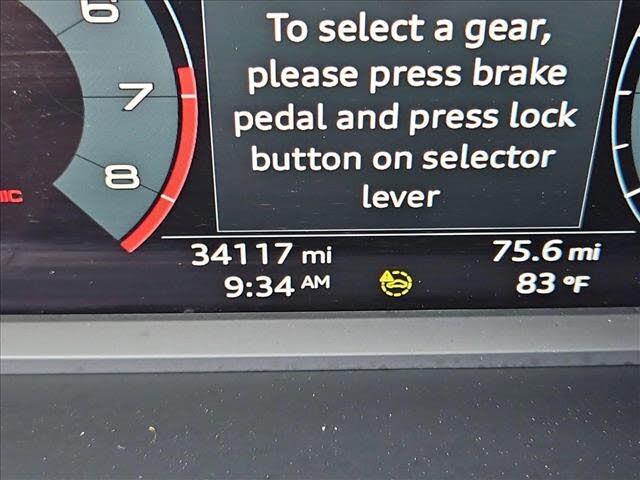 6
7
8
To select a gear,
please press brake
pedal and press lock
button on selector
lever
34117 mi
75.6 mi
9:34 AM
83 °F